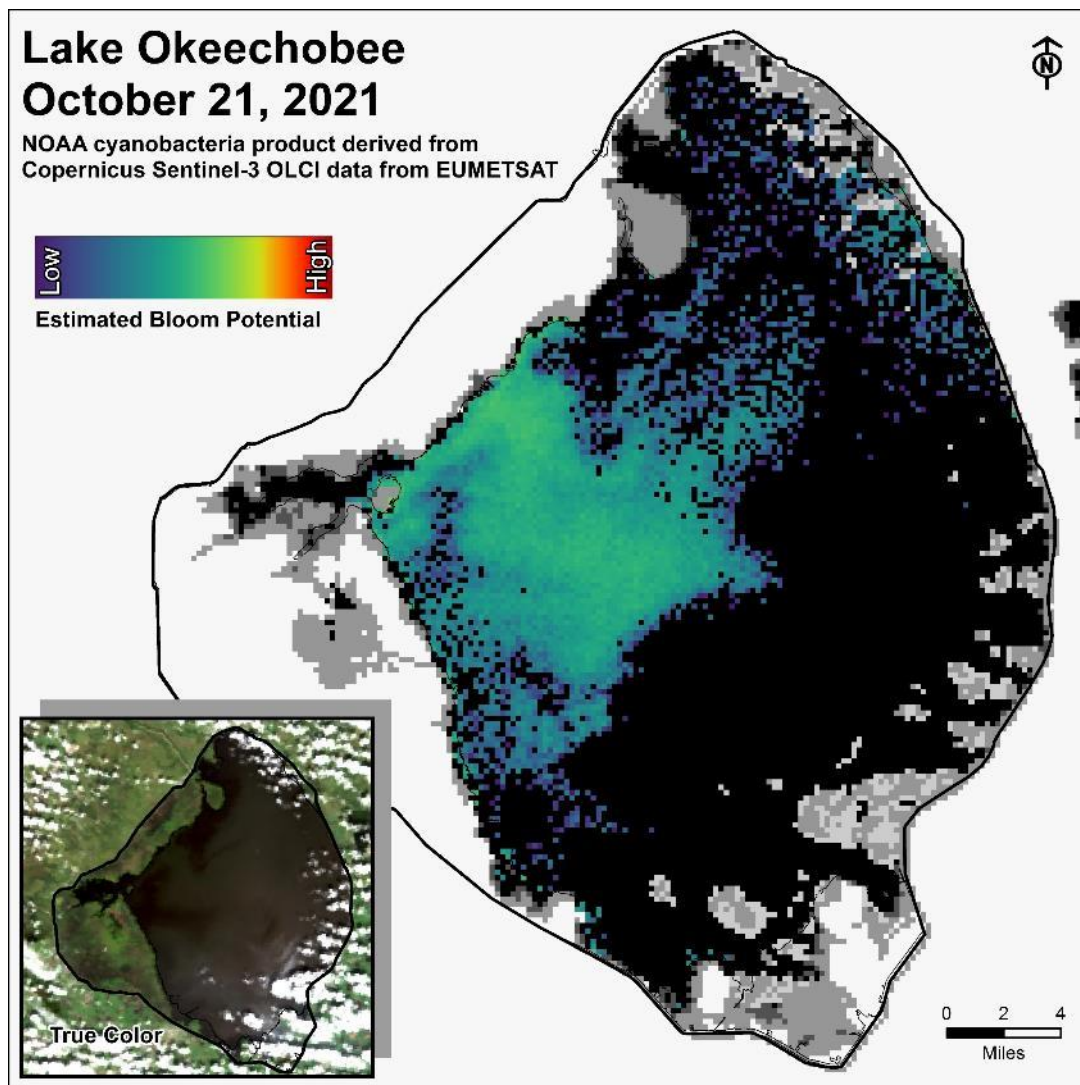 Lake Okeechobee
October 21, 2021
NOAA cyanobacteria product derived from
Copernicus Sentinel-3 OLCI data from EUMETSAT
N
Low
High
Estimated Bloom Potential
True Color
0 2 4
Miles